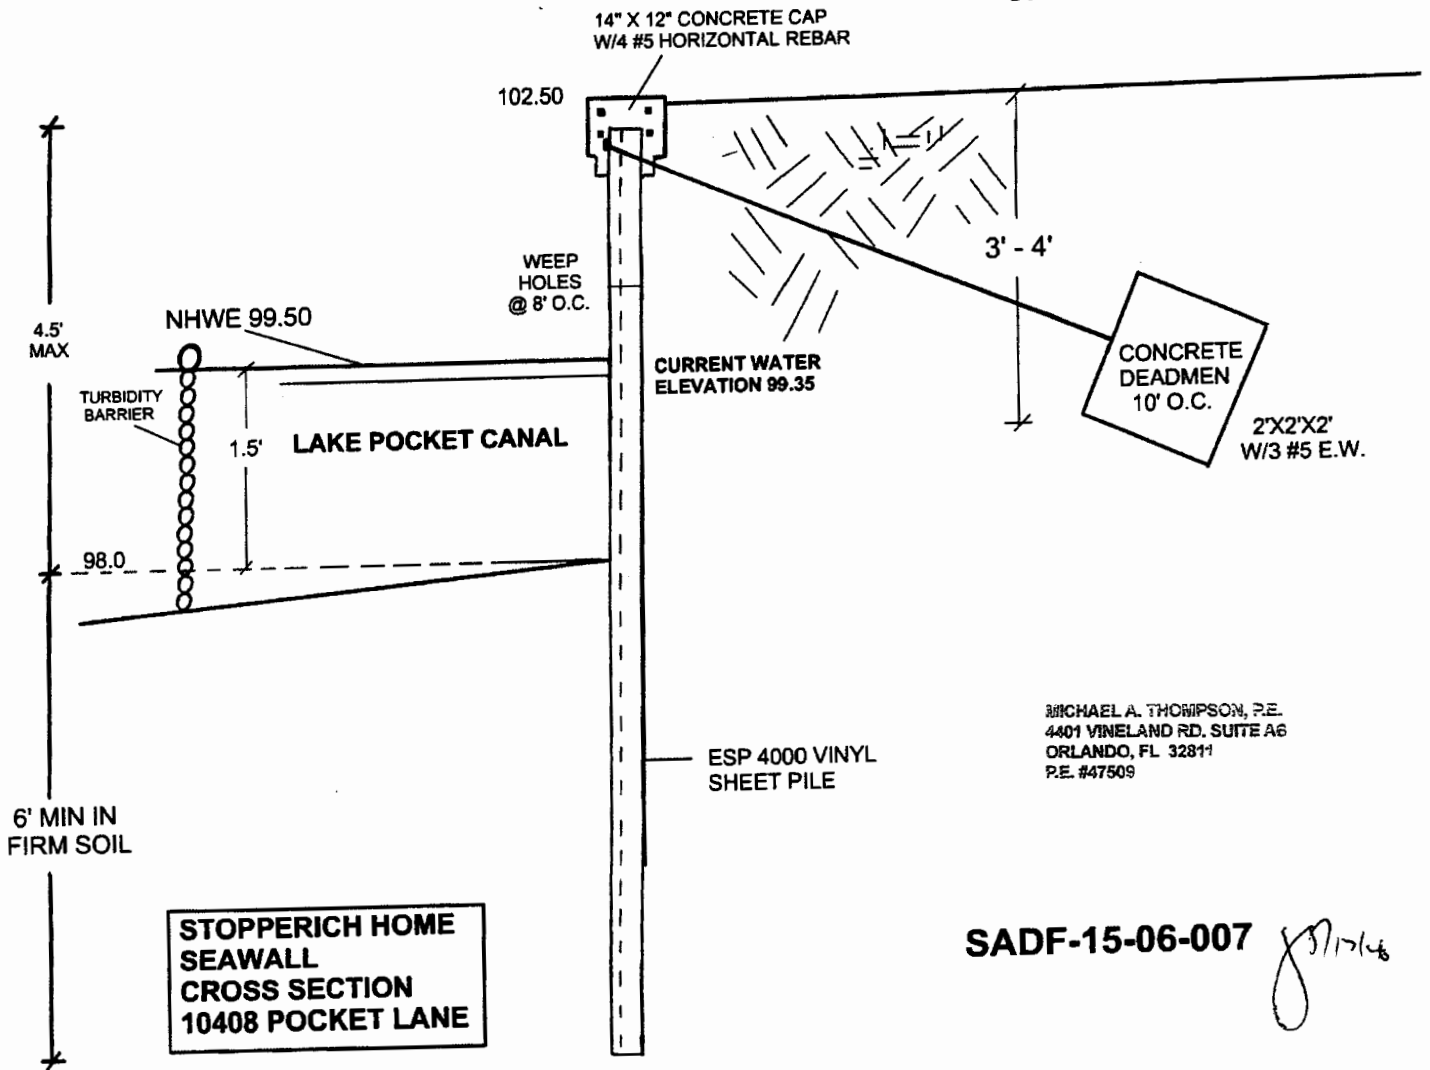 14" X 12" CONCRETE CAP
W/4 #5 HORIZONTAL REBAR
102.50
3' - 4'
WEEP
HOLES
@ 8' O.C.
NHWE 99.50
4.5'
MAX
CURRENT WATER
ELEVATION 99.35
CONCRETE
DEADMEN
10' O.C.
2'X2'X2'
W/3 #5 E.W.
TURBIDITY
BARRIER
1.5'
LAKE POCKET CANAL
98.0
MICHAEL A. THOMPSON, P.E.
4401 VINELAND RD. SUITE A6
ORLANDO, FL 32811
P.E. #47509
ESP 4000 VINYL
SHEET PILE
6' MIN IN
FIRM SOIL
STOPPERICH HOME
SEAWALL
CROSS SECTION
10408 POCKET LANE
SADF-15-06-007